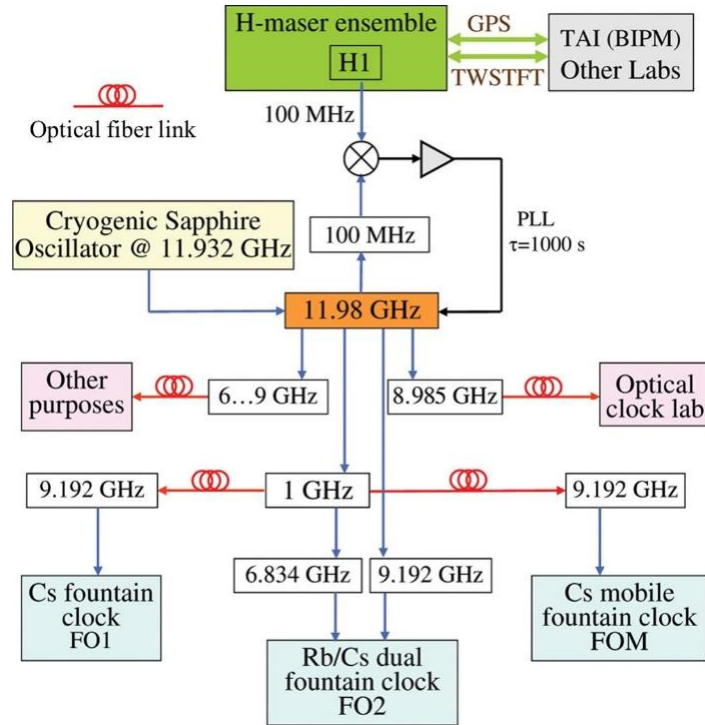 H-maser ensemble
H1
GPS
TWSTFT
TAI (BIPM)
Other Labs
Optical fiber link
100 MHz
Cryogenic Sapphire
Oscillator @ 11.932 GHz
100 MHz
PLL
τ=1000 s
11.98 GHz
Other
purposes
6…9 GHz
8.985 GHz
Optical
clock lab
9.192 GHz
1 GHz
9.192 GHz
6.834 GHz
9.192 GHz
Cs fountain
clock
FO1
Rb/Cs dual
fountain clock
FO2
Cs mobile
fountain clock
FOM